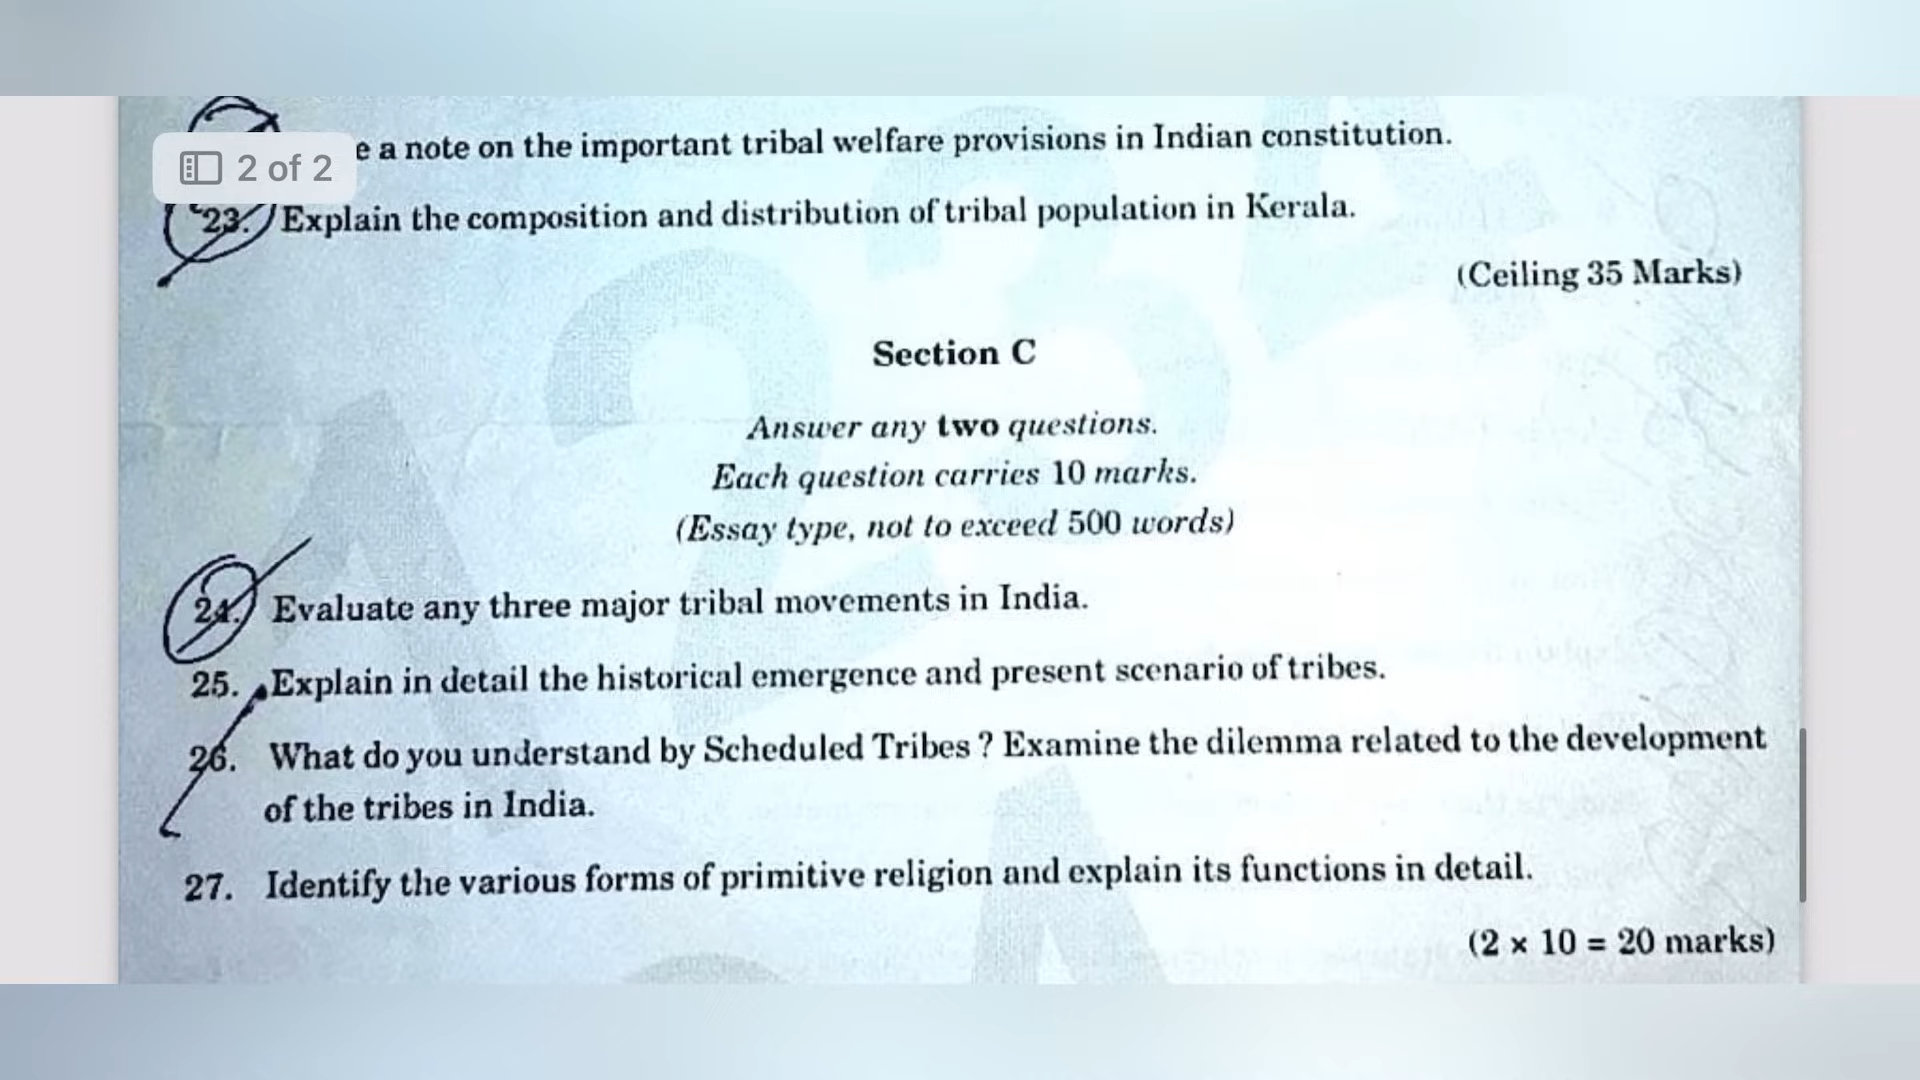 2 of 2
e a note on the important tribal welfare provisions in Indian constitution.
23. Explain the composition and distribution of tribal population in Kerala.
(Ceiling 35 Marks)
Section C
Answer any two questions.
Each question carries 10 marks.
(Essay type, not to exceed 500 words)
24. Evaluate any three major tribal movements in India.
25. Explain in detail the historical emergence and present scenario of tribes.
26. What do you understand by Scheduled Tribes ? Examine the dilemma related to the development
of the tribes in India.
27. Identify the various forms of primitive religion and explain its functions in detail.
(2 × 10 = 20 marks)